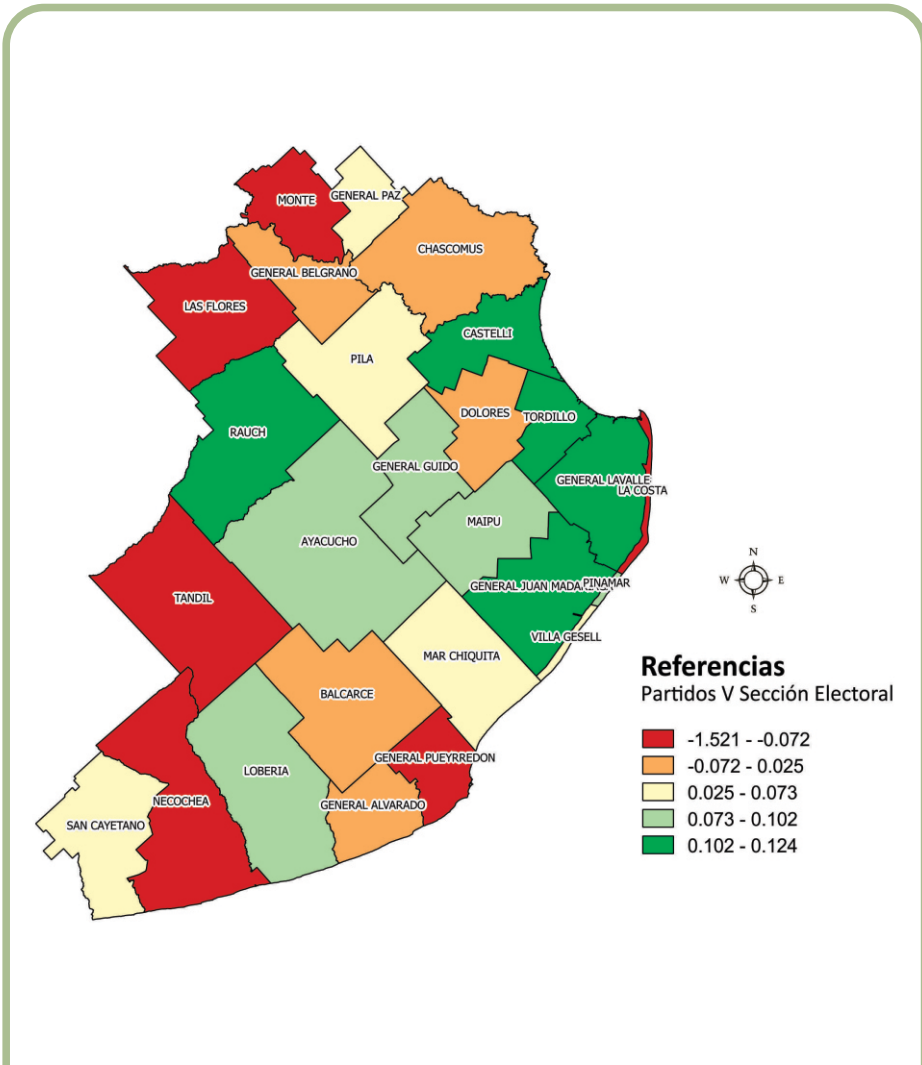 MONTE
GENERAL PAZ
CHASCOMUS
GENERAL BELGRANO
LAS FLORES
CASTELLI
PILA
DOLORES
TORDILLO
RAUCH
GENERAL GUIDO
GENERAL LAVALLE
LA COSTA
MAIPU
AYACUCHO
GENERAL JUAN MADA
PINAMAR
TANDIL
VILLA GESELL
MAR CHIQUITA
BALCARCE
GENERAL PUEYRREDON
LOBERIA
NECOCHEA
GENERAL ALVARADO
SAN CAYETANO
N
W E
S
Referencias
Partidos V Sección Electoral
-1.521 - -0.072
-0.072 - 0.025
0.025 - 0.073
0.073 - 0.102
0.102 - 0.124